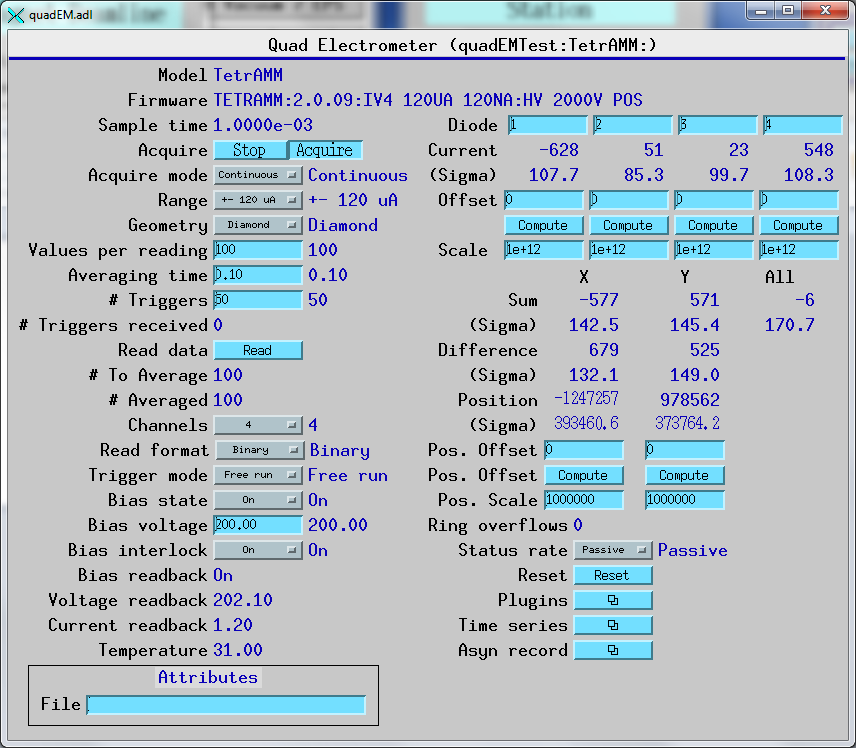 quadEM.adl
Station
Quad Electrometer (quadEMTest:TetrAMM:)
Model TetrAMM
Firmware TETRAMM:2.0.09:IV4 120UA 120NA:HV 2000V POS
Sample time 1.0000e-03
Acquire Stop Acquire
Acquire mode Continuous Continuous
Range +- 120 uA +- 120 uA
Geometry Diamond Diamond
Values per reading 100 100
Averaging time 0.10 0.10
# Triggers 50 50
# Triggers received 0
Read data Read
# To Average 100
# Averaged 100
Channels 4 4
Read format Binary Binary
Trigger mode Free run Free run
Bias state On On
Bias voltage 200.00 200.00
Bias interlock On On
Bias readback On
Voltage readback 202.10
Current readback 1.20
Temperature 31.00
Attributes
File
Diode 1 2 3 4
Current -628 51 23 548
(Sigma) 107.7 85.3 99.7 108.3
Offset 0 0 0 0
Compute Compute Compute Compute
Scale 1e+12 1e+12 1e+12 1e+12
X Y All
Sum -577 571 -6
(Sigma) 142.5 145.4 170.7
Difference 679 525
(Sigma) 132.1 149.0
Position -1247257 978562
(Sigma) 393460.6 373764.2
Pos. Offset 0 0
Pos. Offset Compute Compute
Pos. Scale 1000000 1000000
Ring overflows 0
Status rate Passive Passive
Reset Reset
Plugins
Time series
Asyn record